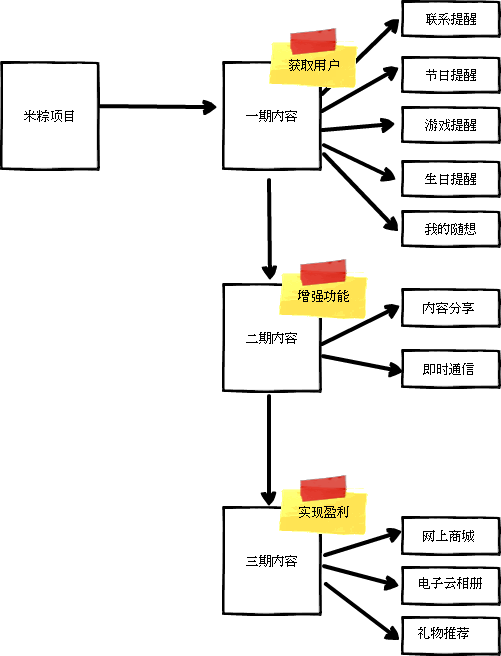 米粽项目
获取用户
一期内容
联系提醒
节日提醒
游戏提醒
生日提醒
我的随想
增强功能
二期内容
内容分享
即时通信
实现盈利
三期内容
网上商城
电子云相册
礼物推荐